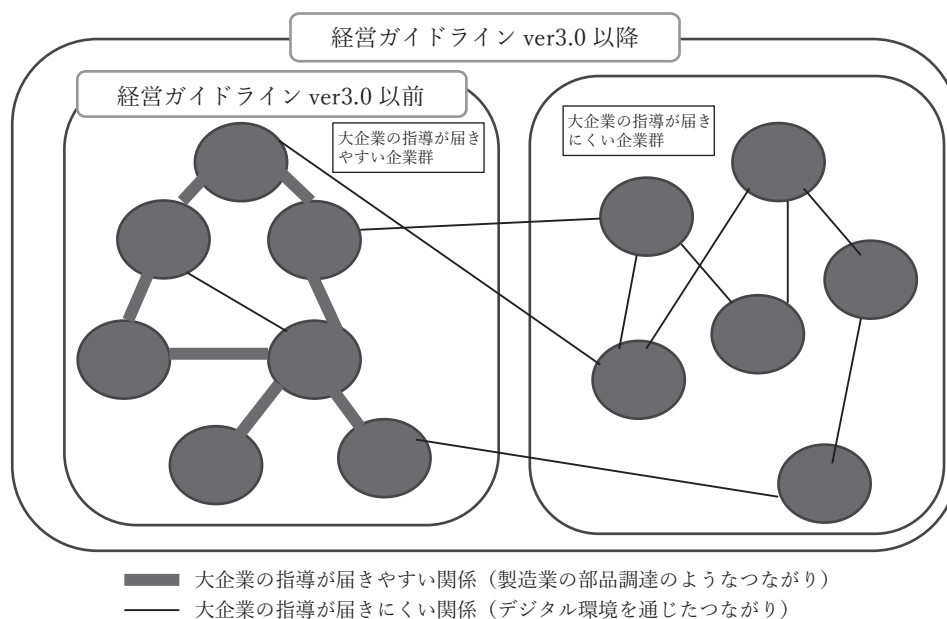 経営ガイドライン ver3.0 以降
経営ガイドライン ver3.0 以前
大企業の指導が届き
やすい企業群
大企業の指導が届き
にくい企業群
大企業の指導が届きやすい関係（製造業の部品調達のようなつながり）
大企業の指導が届きにくい関係（デジタル環境を通じたつながり）